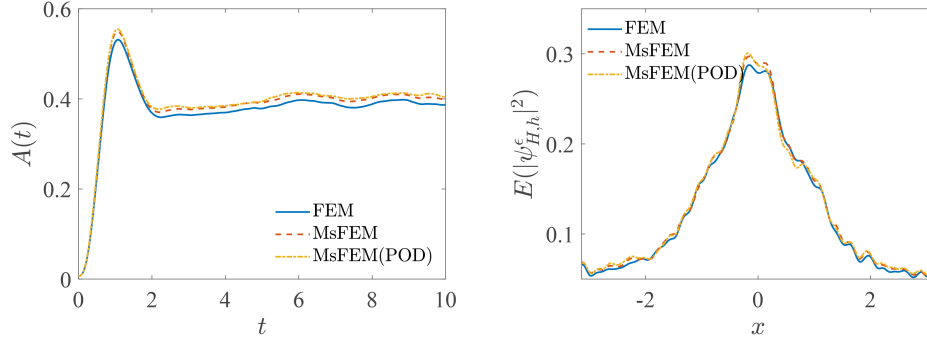 0.6
0.4
0.2
0
A(t)
FEM
MsFEM
MsFEM(POD)
0 2 4 6 8 10
t
0.3
0.2
0.1
E(|ψ^ϵ_{H,h}|^2)
FEM
MsFEM
MsFEM(POD)
-2 0 2
x